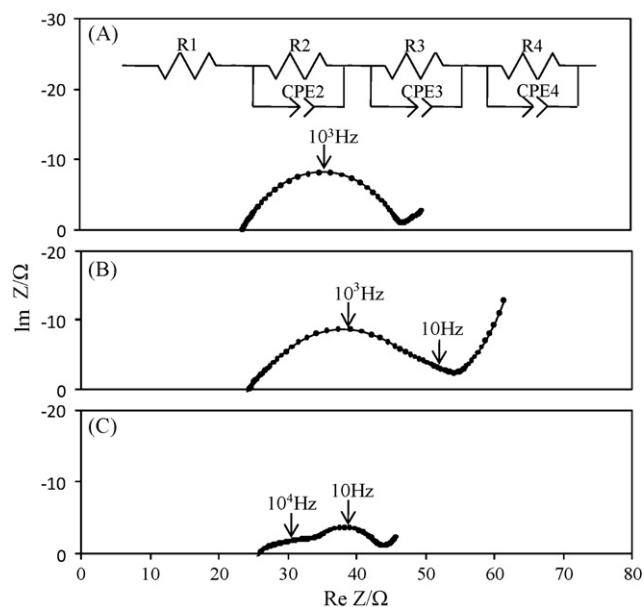 -30
(A)
R1 R2 R3 R4
-20
CPE2 CPE3 CPE4
10³Hz
-10
0
-20
(B)
10³Hz
-10
10Hz
0
-20
(C)
-10
10⁴Hz 10Hz
0
0 10 20 30 40 50 60 70 80
Im Z/Ω
Re Z/Ω